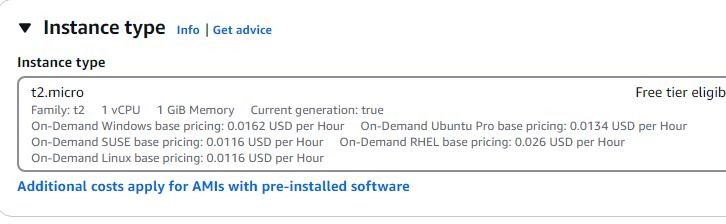 Instance type Info | Get advice
Instance type
t2.micro Free tier eligib
Family: t2 1 vCPU 1 GiB Memory Current generation: true
On-Demand Windows base pricing: 0.0162 USD per Hour On-Demand Ubuntu Pro base pricing: 0.0134 USD per Hour
On-Demand SUSE base pricing: 0.0116 USD per Hour On-Demand RHEL base pricing: 0.026 USD per Hour
On-Demand Linux base pricing: 0.0116 USD per Hour
Additional costs apply for AMIs with pre-installed software